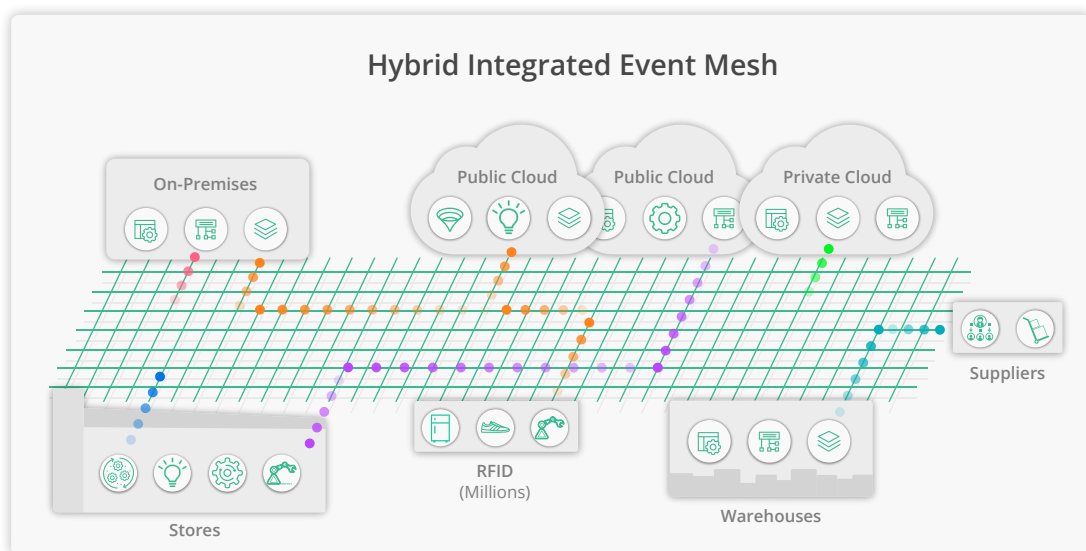 Hybrid Integrated Event Mesh
On-Premises
Public Cloud
Public Cloud
Private Cloud
Suppliers
RFID
(Millions)
Warehouses
Stores